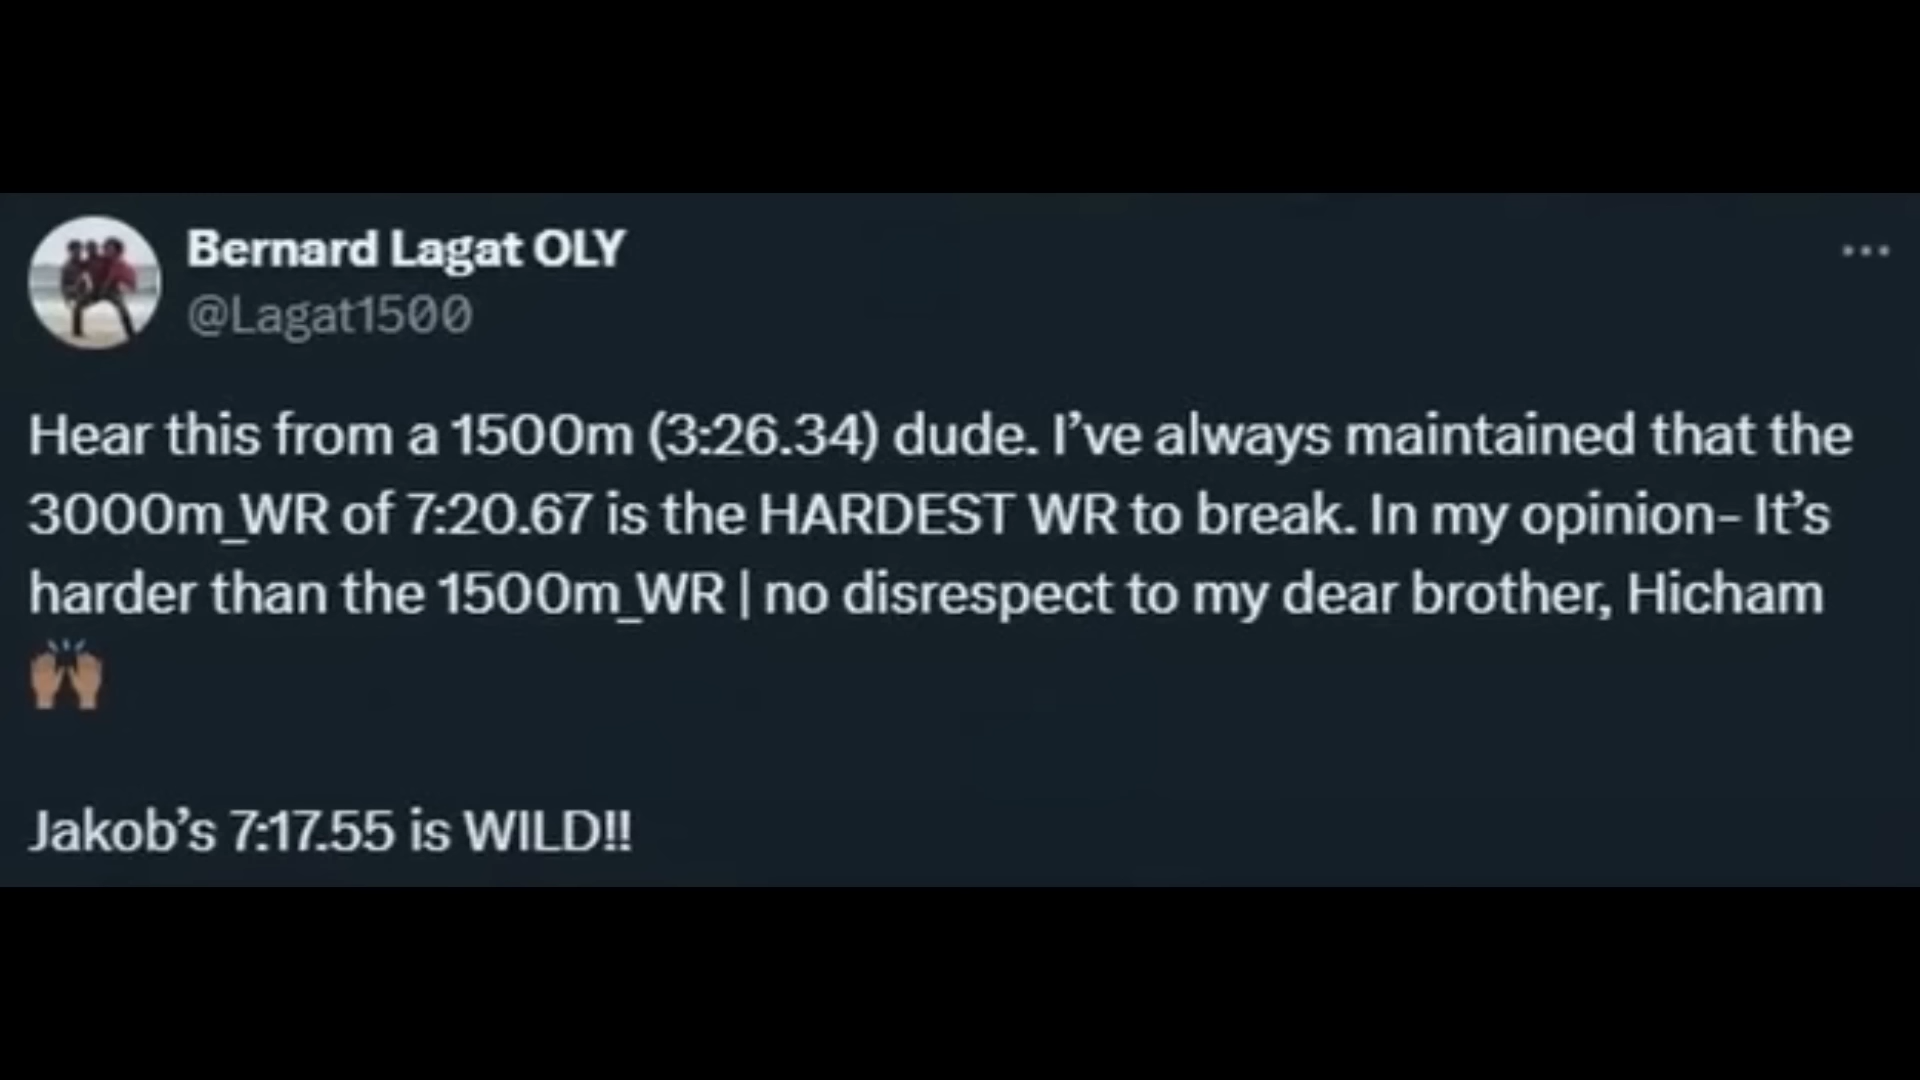 Bernard Lagat OLY
@Lagat1500
Hear this from a 1500m (3:26.34) dude. I’ve always maintained that the
3000m_WR of 7:20.67 is the HARDEST WR to break. In my opinion- It’s
harder than the 1500m_WR | no disrespect to my dear brother, Hicham
🙌🏽
Jakob’s 7:17.55 is WILD!!